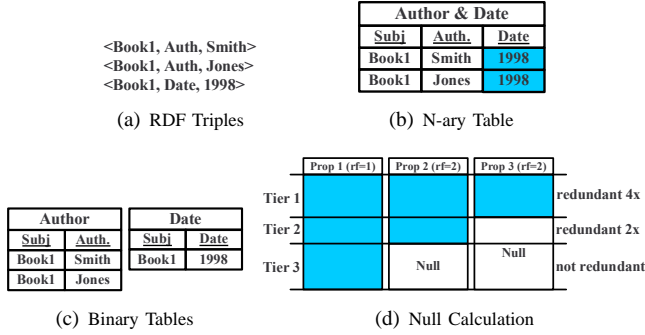 <Book1, Auth, Smith>
<Book1, Auth, Jones>
<Book1, Date, 1998>
(a) RDF Triples
Author & Date
Subj Auth. Date
Book1 Smith 1998
Book1 Jones 1998
(b) N-ary Table
Author
Subj Auth.
Book1 Smith
Book1 Jones
Date
Subj Date
Book1 1998
(c) Binary Tables
Prop 1 (rf=1) Prop 2 (rf=2) Prop 3 (rf=2)
Tier 1 redundant 4x
Tier 2 redundant 2x
Tier 3 Null Null not redundant
(d) Null Calculation